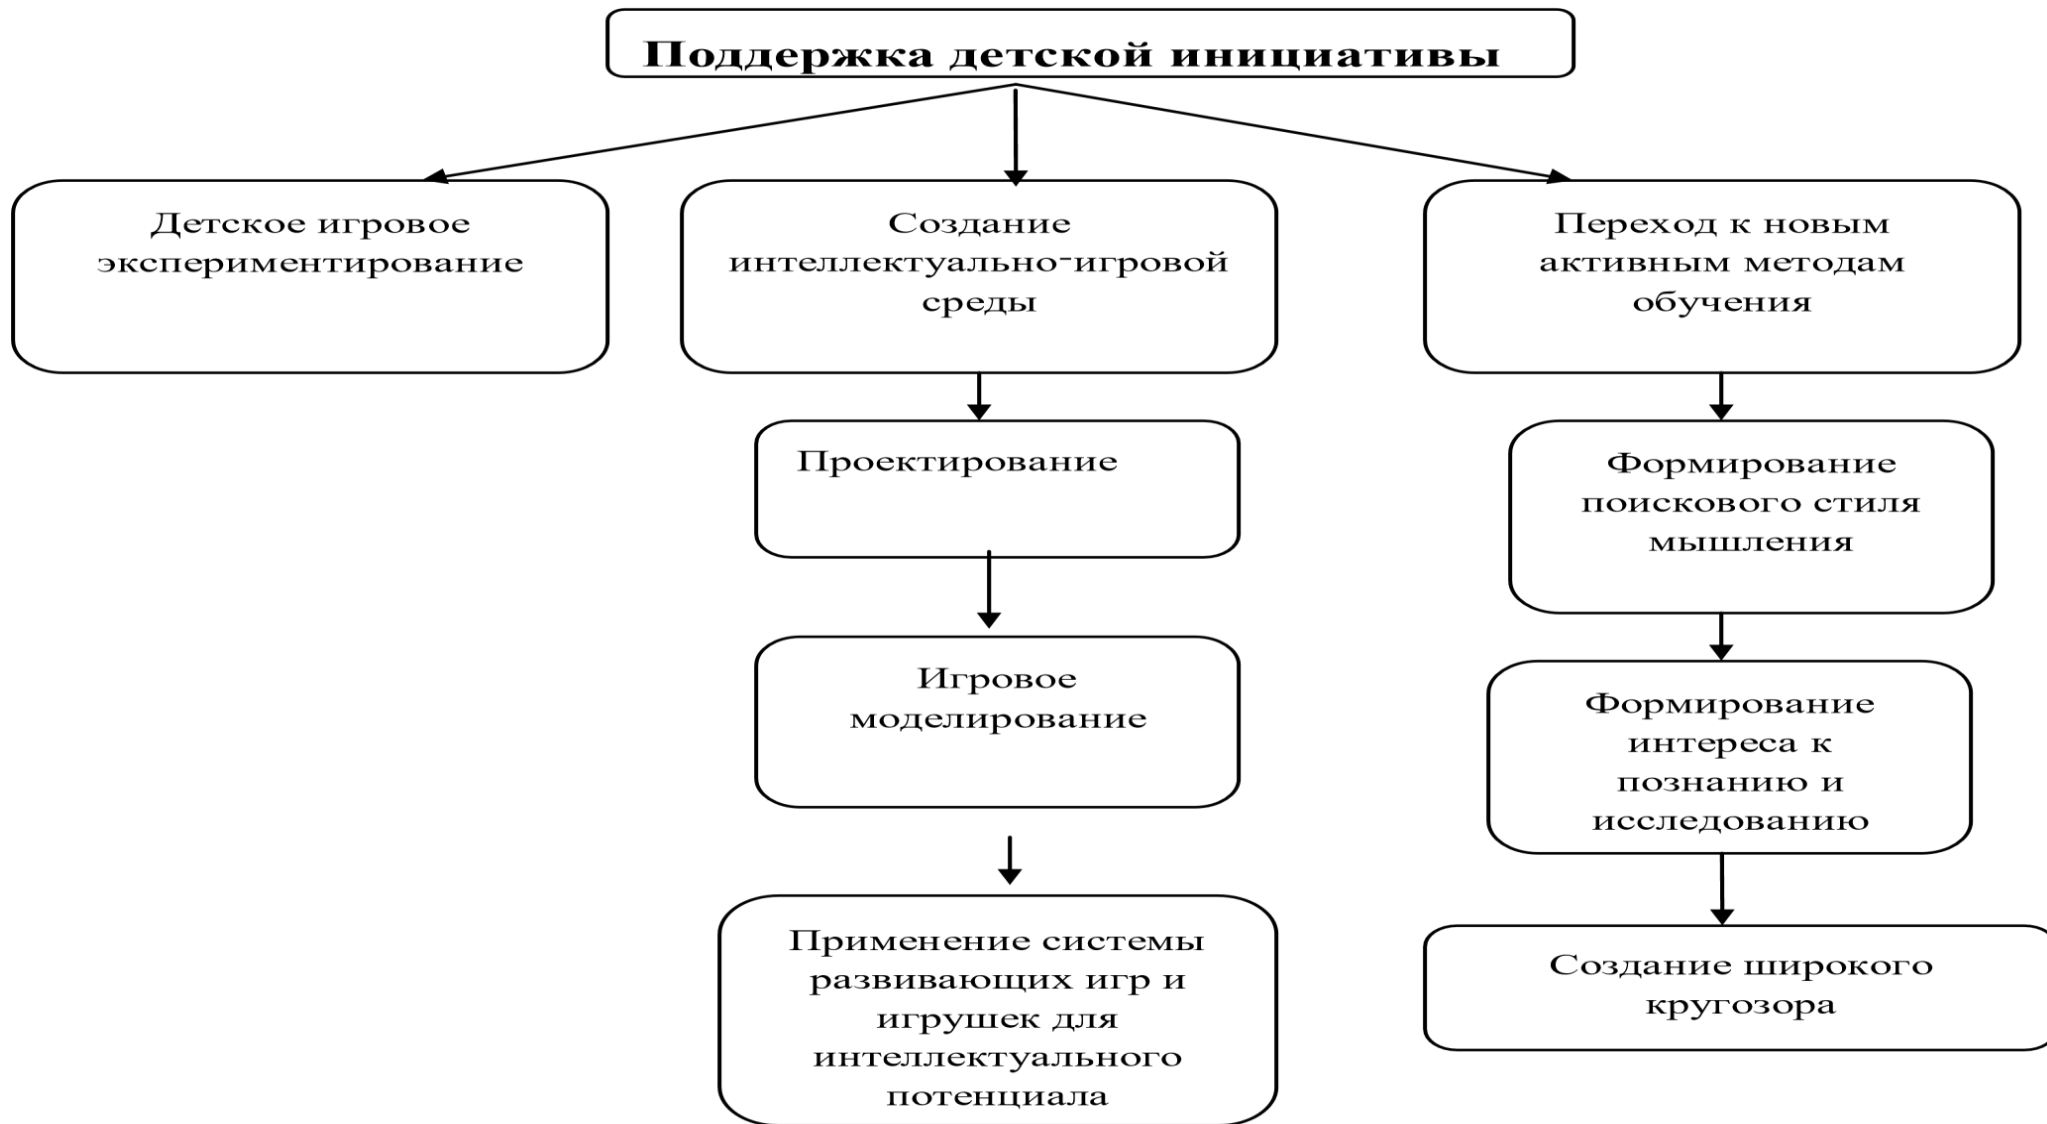 Поддержка детской инициативы
Детское игровое
экспериментирование
Создание
интеллектуально-игровой
среды
Переход к новым
активным методам
обучения
Проектирование
Формирование
поискового стиля
мышления
Игровое
моделирование
Формирование
интереса к
познанию и
исследованию
Применение системы
развивающих игр и
игрушек для
интеллектуального
потенциала
Создание широкого
кругозора